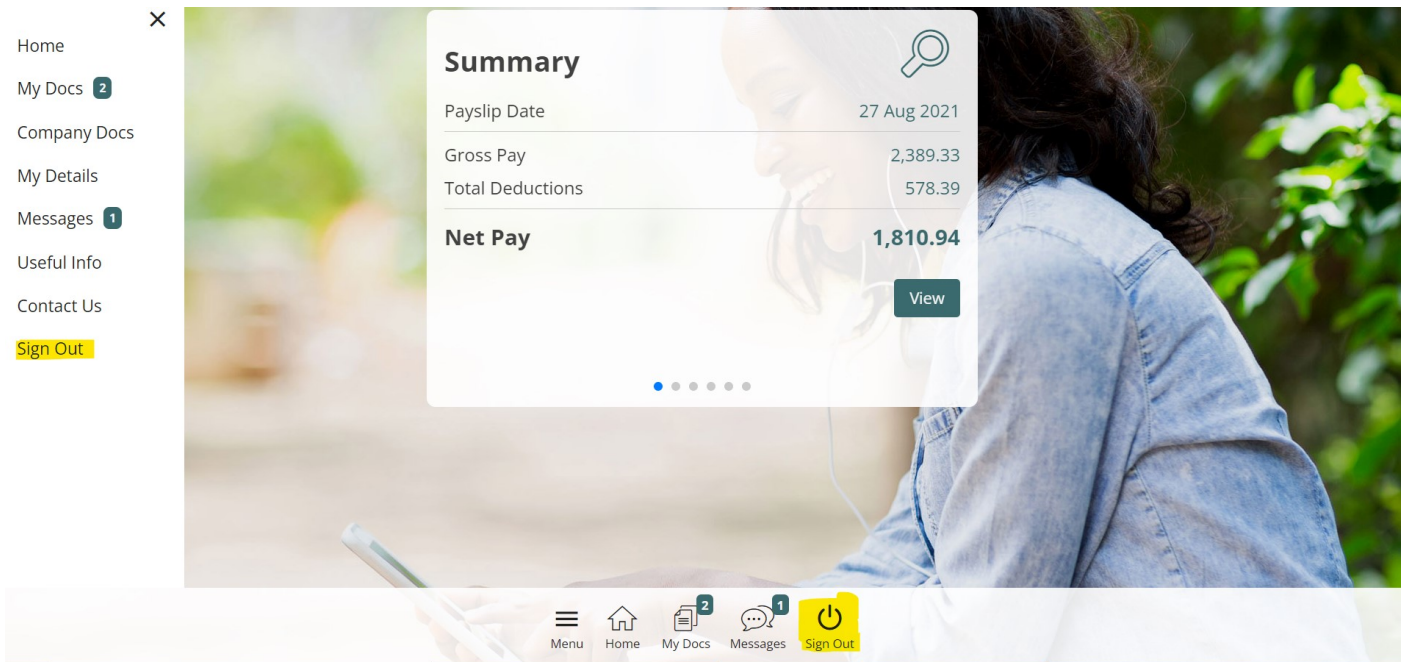 Home
My Docs 2
Company Docs
My Details
Messages 1
Useful Info
Contact Us
Sign Out
Summary
Payslip Date 27 Aug 2021
Gross Pay 2,389.33
Total Deductions 578.39
Net Pay 1,810.94
View
2 1
Menu Home My Docs Messages Sign Out